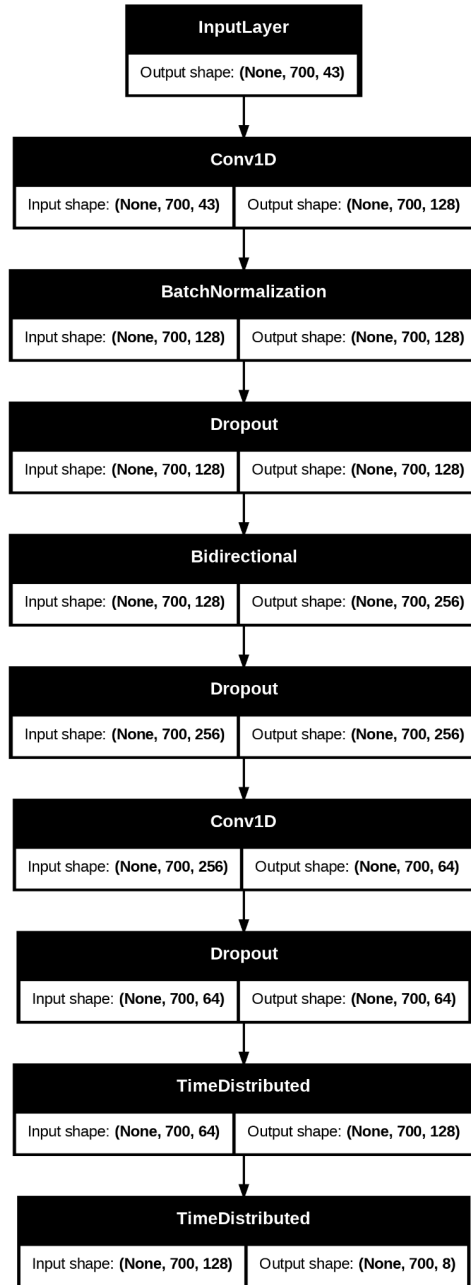 InputLayer
Output shape: (None, 700, 43)
Conv1D
Input shape: (None, 700, 43) Output shape: (None, 700, 128)
BatchNormalization
Input shape: (None, 700, 128) Output shape: (None, 700, 128)
Dropout
Input shape: (None, 700, 128) Output shape: (None, 700, 128)
Bidirectional
Input shape: (None, 700, 128) Output shape: (None, 700, 256)
Dropout
Input shape: (None, 700, 256) Output shape: (None, 700, 256)
Conv1D
Input shape: (None, 700, 256) Output shape: (None, 700, 64)
Dropout
Input shape: (None, 700, 64) Output shape: (None, 700, 64)
TimeDistributed
Input shape: (None, 700, 64) Output shape: (None, 700, 128)
TimeDistributed
Input shape: (None, 700, 128) Output shape: (None, 700, 8)